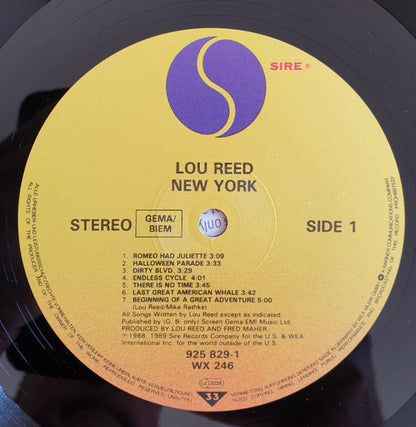 SIRE ®
LOU REED
NEW YORK
STEREO
GEMA/
BIEM
SIDE 1
1. ROMEO HAD JULIETTE 3:09
2. HALLOWEEN PARADE 3:33
3. DIRTY BLVD. 3:29
4. ENDLESS CYCLE 4:01
5. THERE IS NO TIME 3:45
6. LAST GREAT AMERICAN WHALE 3:42
7. BEGINNING OF A GREAT ADVENTURE 5:00
(Lou Reed/Mike Rathke)
All Songs Written by Lou Reed except as indicated.
Published by: (G. B. only) Screen Gems EMI Music Ltd.
PRODUCED BY LOU REED AND FRED MAHER
℗ 1988, 1989 Sire Records Company for the U.S. & WEA
International Inc. for the world outside of the U.S.
925 829-1
WX 246
LC 3228
33